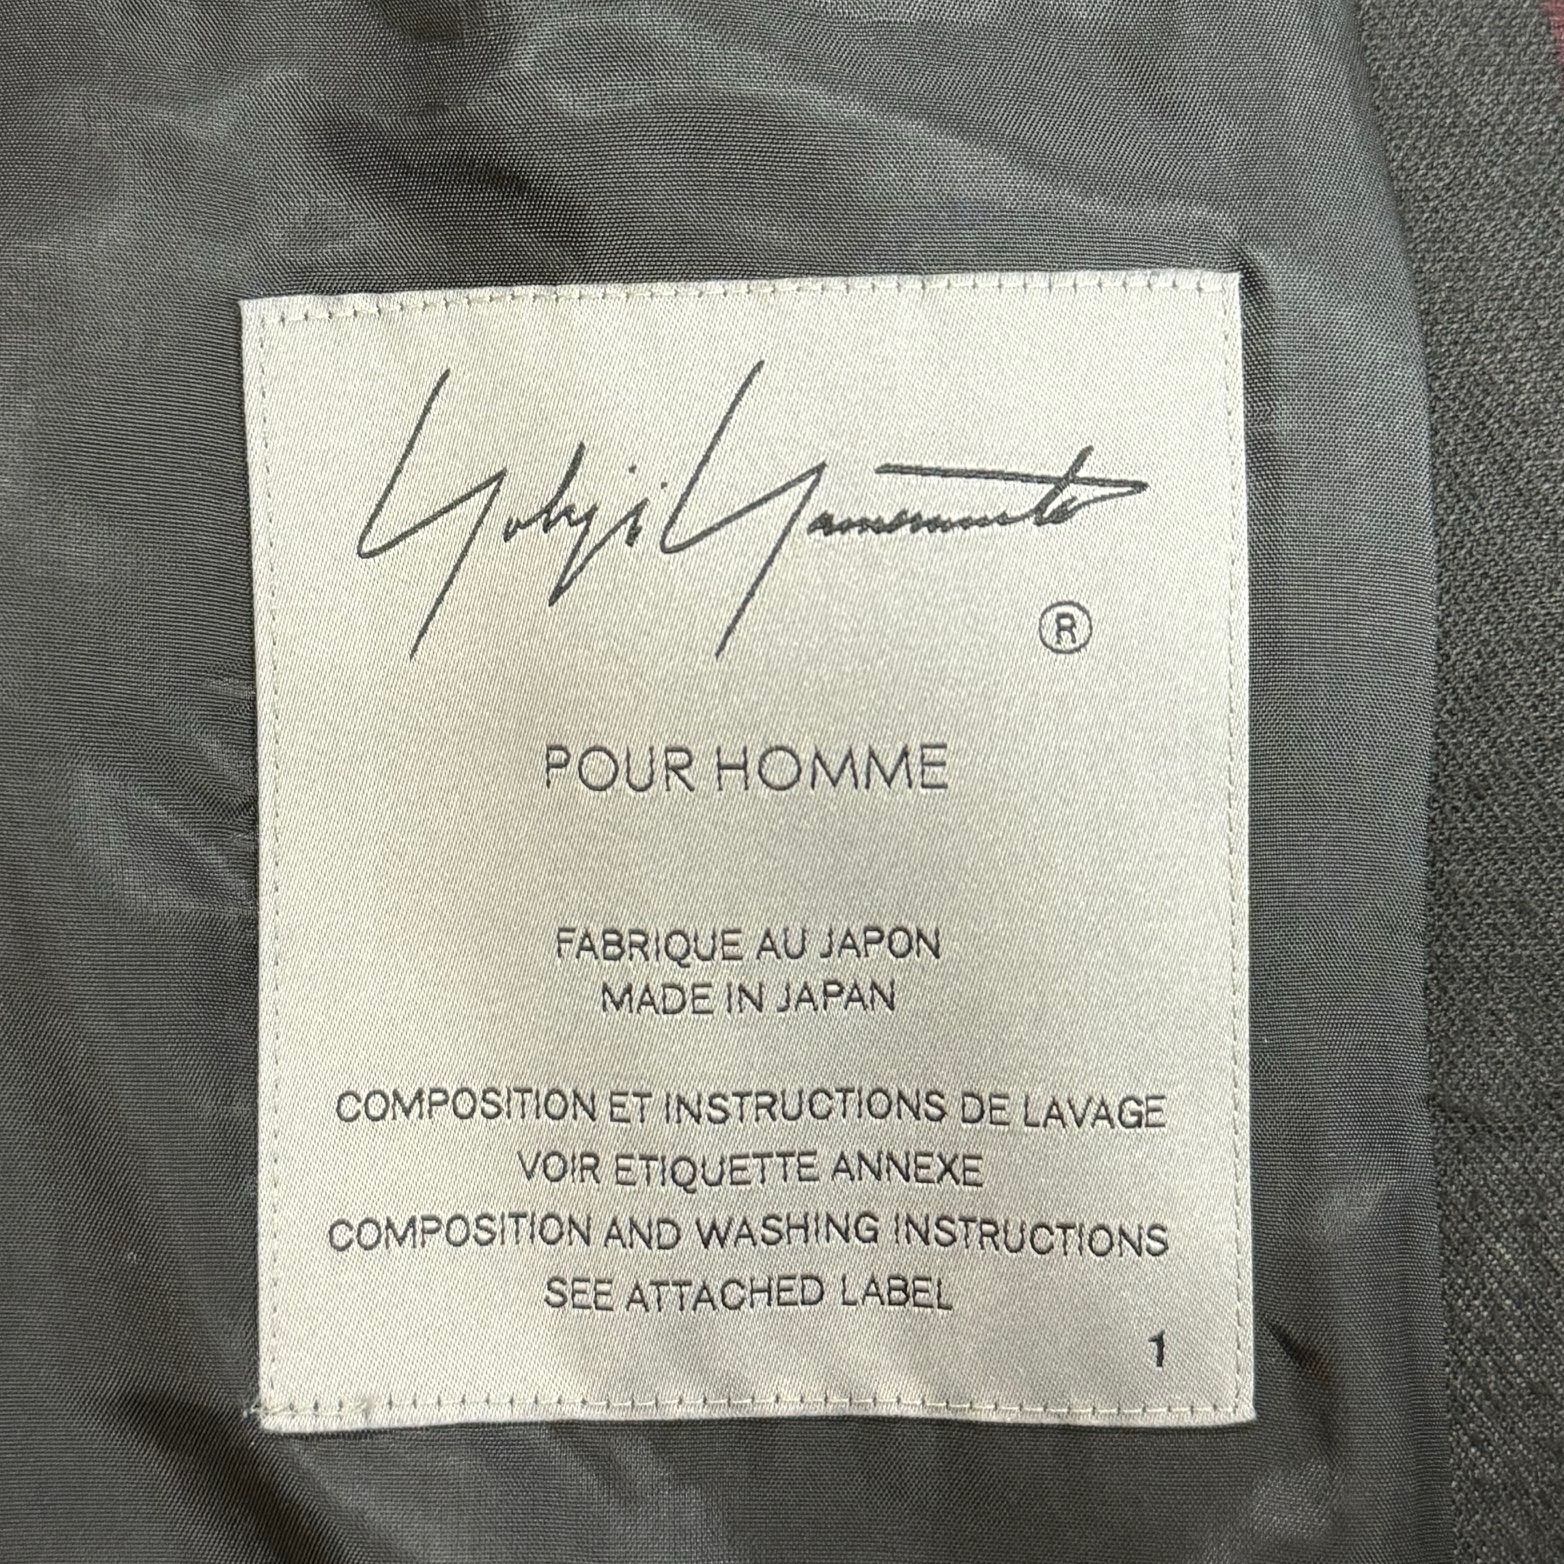 Yohji Yamamoto
®
POUR HOMME
FABRIQUE AU JAPON
MADE IN JAPAN
COMPOSITION ET INSTRUCTIONS DE LAVAGE
VOIR ETIQUETTE ANNEXE
COMPOSITION AND WASHING INSTRUCTIONS
SEE ATTACHED LABEL
1